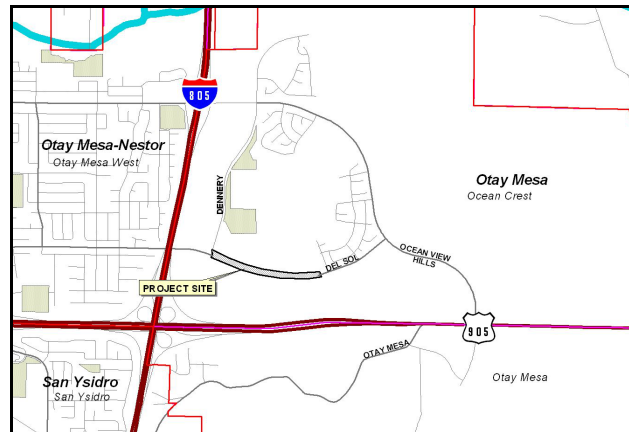 805
Otay Mesa-Nestor
Otay Mesa West
DENNERY
Otay Mesa
Ocean Crest
OCEAN VIEW
HILLS
DEL SOL
PROJECT SITE
905
OTAY MESA
San Ysidro
San Ysidro
Otay Mesa